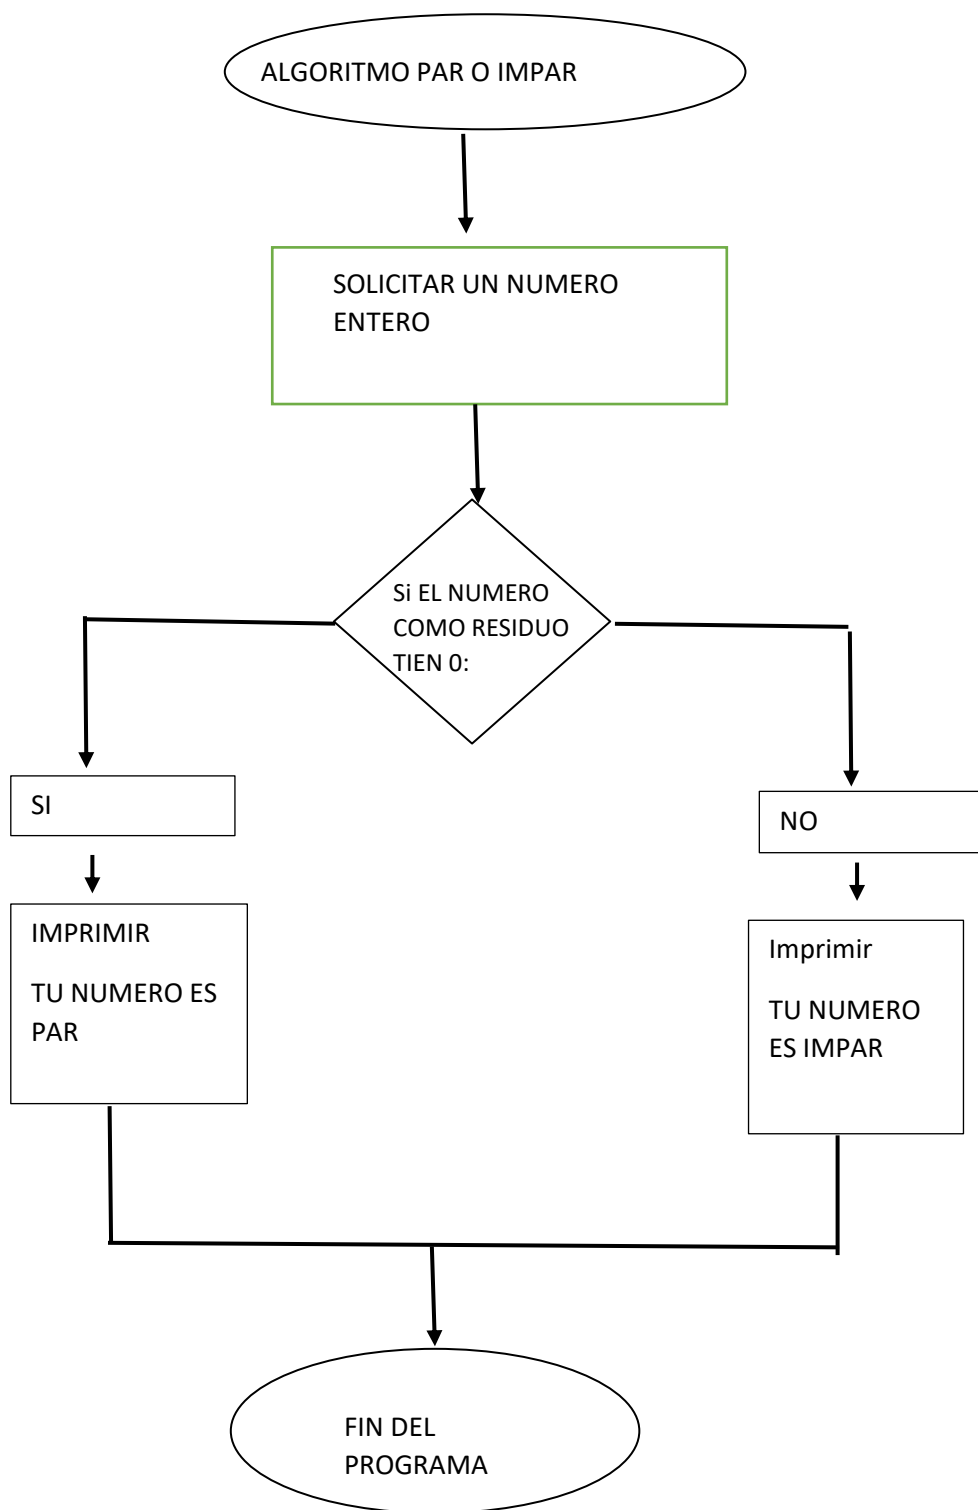 ALGORITMO PAR O IMPAR
SOLICITAR UN NUMERO
ENTERO
Si EL NUMERO
COMO RESIDUO
TIEN 0:
SI
NO
IMPRIMIR
TU NUMERO ES
PAR
Imprimir
TU NUMERO
ES IMPAR
FIN DEL
PROGRAMA